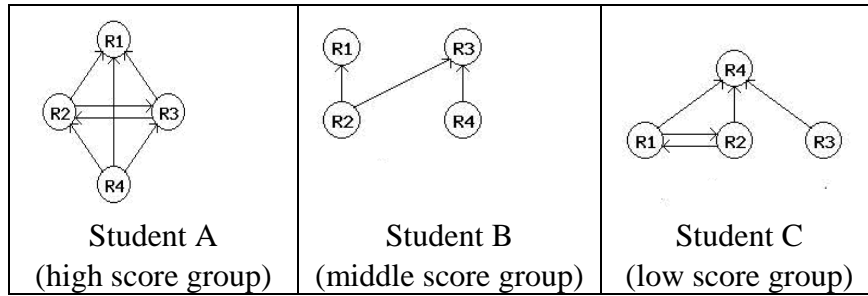 R1
R2 R3
R4
Student A
(high score group)
R1 R3
R2 R4
Student B
(middle score group)
R4
R1 R2 R3
Student C
(low score group)